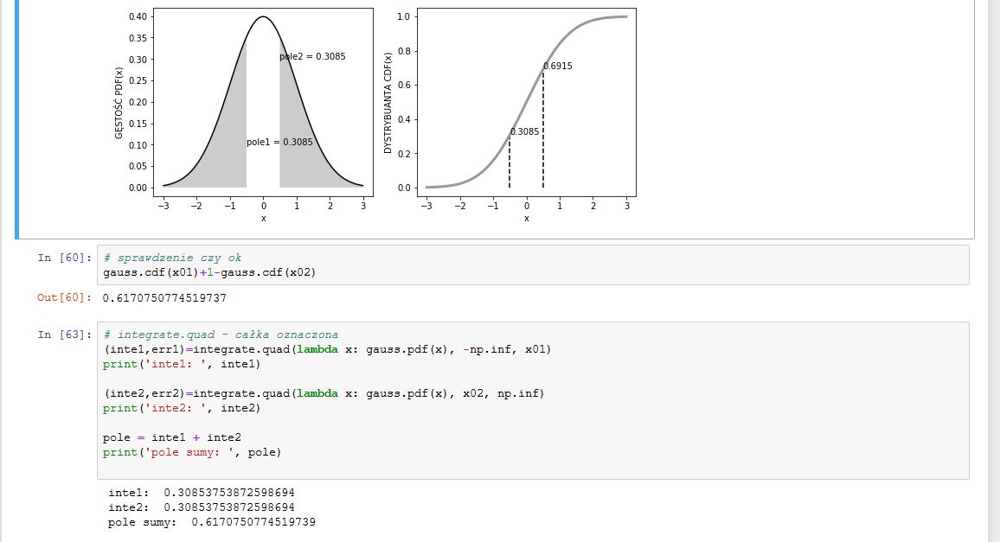 0.40
0.35
0.30
0.25
0.20
0.15
0.10
0.05
0.00
GĘSTOŚĆ PDF(x)
pole2 = 0.3085
pole1 = 0.3085
−3 −2 −1 0 1 2 3
x
1.0
0.8
0.6
0.4
0.2
0.0
DYSTRYBUANTA CDF(x)
0.6915
0.3085
−3 −2 −1 0 1 2 3
x
In [60]: # sprawdzenie czy ok
gauss.cdf(x01)+1-gauss.cdf(x02)
Out[60]: 0.6170750774519737
In [63]: # integrate.quad - całka oznaczona
(inte1,err1)=integrate.quad(lambda x: gauss.pdf(x), -np.inf, x01)
print('inte1: ', inte1)
(inte2,err2)=integrate.quad(lambda x: gauss.pdf(x), x02, np.inf)
print('inte2: ', inte2)
pole = inte1 + inte2
print('pole sumy: ', pole)
inte1:  0.30853753872598694
inte2:  0.30853753872598694
pole sumy:  0.6170750774519739